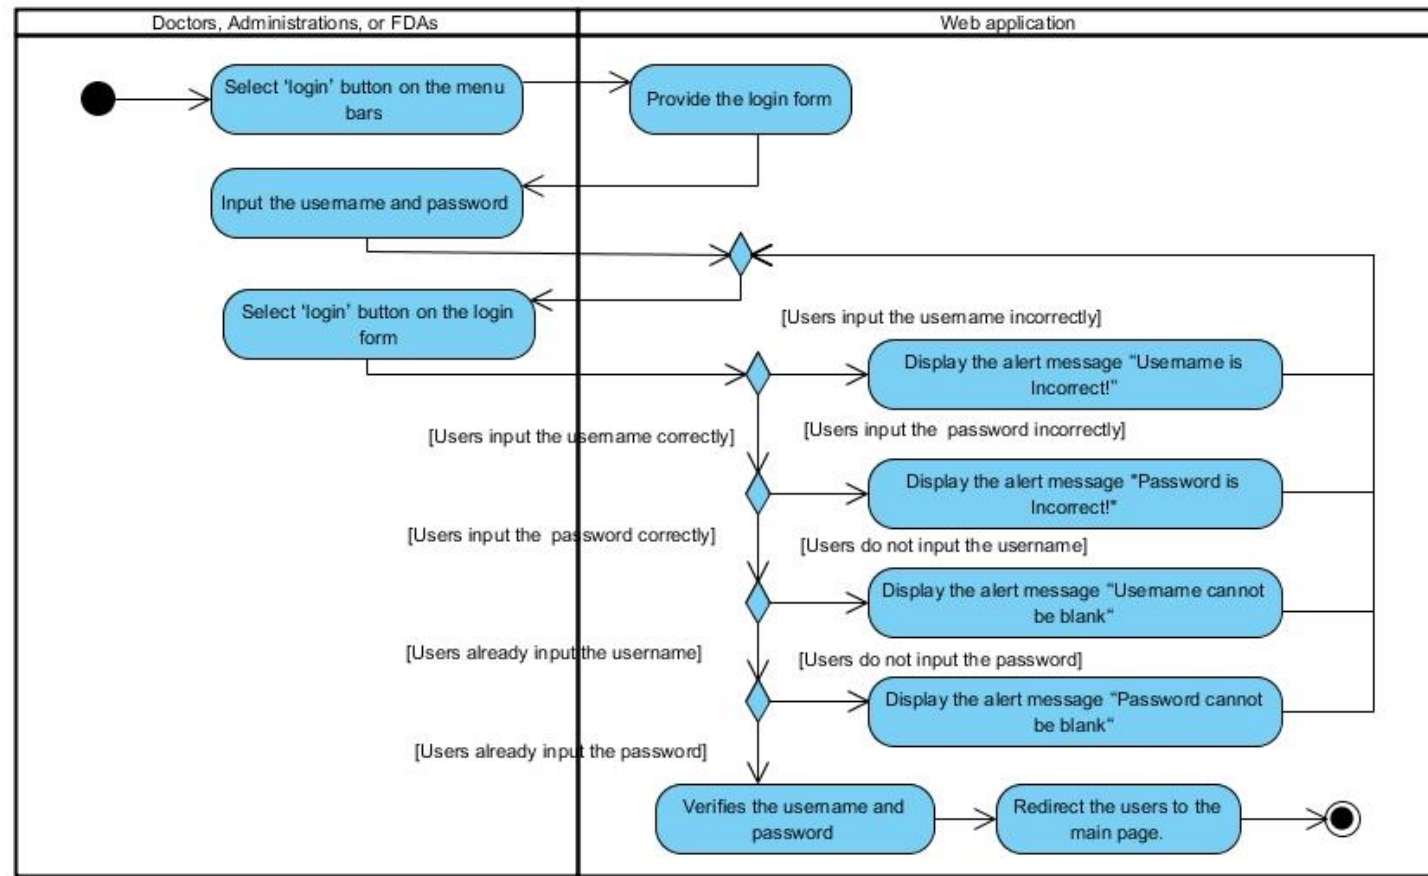 Doctors, Administrations, or FDAs
Web application
Select ‘login’ button on the menu
bars
Provide the login form
Input the username and password
Select ‘login’ button on the login
form
[Users input the username incorrectly]
Display the alert message “Username is
Incorrect!”
[Users input the username correctly]
[Users input the  password incorrectly]
Display the alert message "Password is
Incorrect!"
[Users input the  password correctly]
[Users do not input the username]
Display the alert message “Username cannot
be blank“
[Users already input the username]
[Users do not input the password]
Display the alert message “Password cannot
be blank“
[Users already input the password]
Verifies the username and
password
Redirect the users to the
main page.